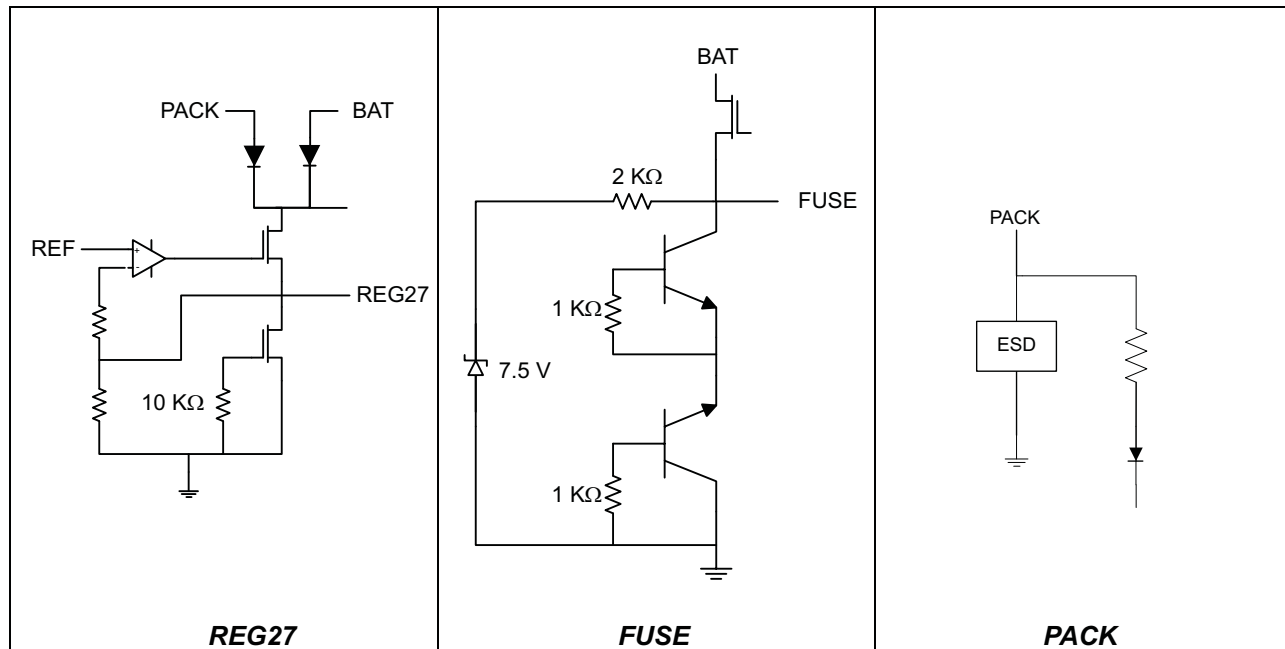 PACK
BAT
REF
+
-
REG27
10 KΩ
REG27
BAT
2 KΩ
FUSE
1 KΩ
7.5 V
1 KΩ
FUSE
PACK
ESD
PACK